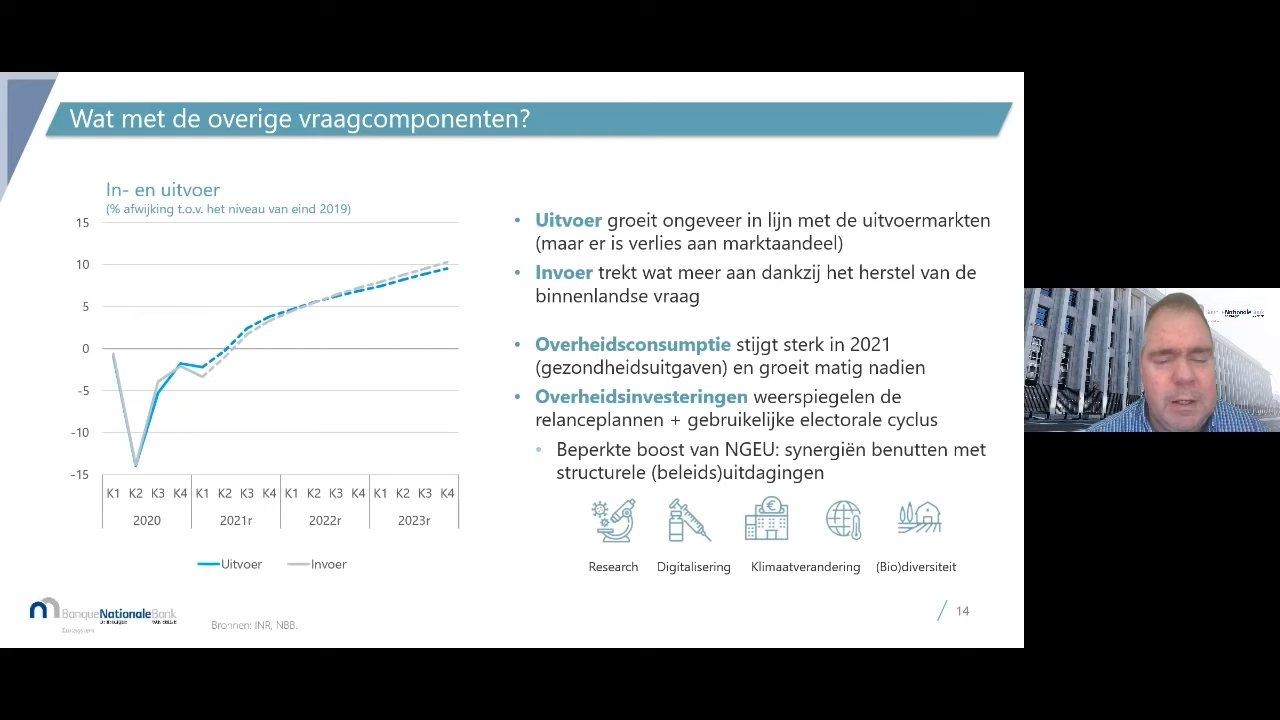 Wat met de overige vraagcomponenten?
In- en uitvoer
(% afwijking t.o.v. het niveau van eind 2019)
15
10
5
0
-5
-10
-15
K1 K2 K3 K4 K1 K2 K3 K4 K1 K2 K3 K4 K1 K2 K3 K4
2020 2021r 2022r 2023r
Uitvoer Invoer
• Uitvoer groeit ongeveer in lijn met de uitvoermarkten
(maar er is verlies aan marktaandeel)
• Invoer trekt wat meer aan dankzij het herstel van de
binnenlandse vraag
• Overheidsconsumptie stijgt sterk in 2021
(gezondheidsuitgaven) en groeit matig nadien
• Overheidsinvesteringen weerspiegelen de
relanceplannen + gebruikelijke electorale cyclus
• Beperkte boost van NGEU: synergiën benutten met
structurele (beleids)uitdagingen
Research Digitalisering Klimaatverandering (Bio)diversiteit
BanqueNationaleBank
Eurosystem
Bronnen: INR, NBB.
14
NationaleBank